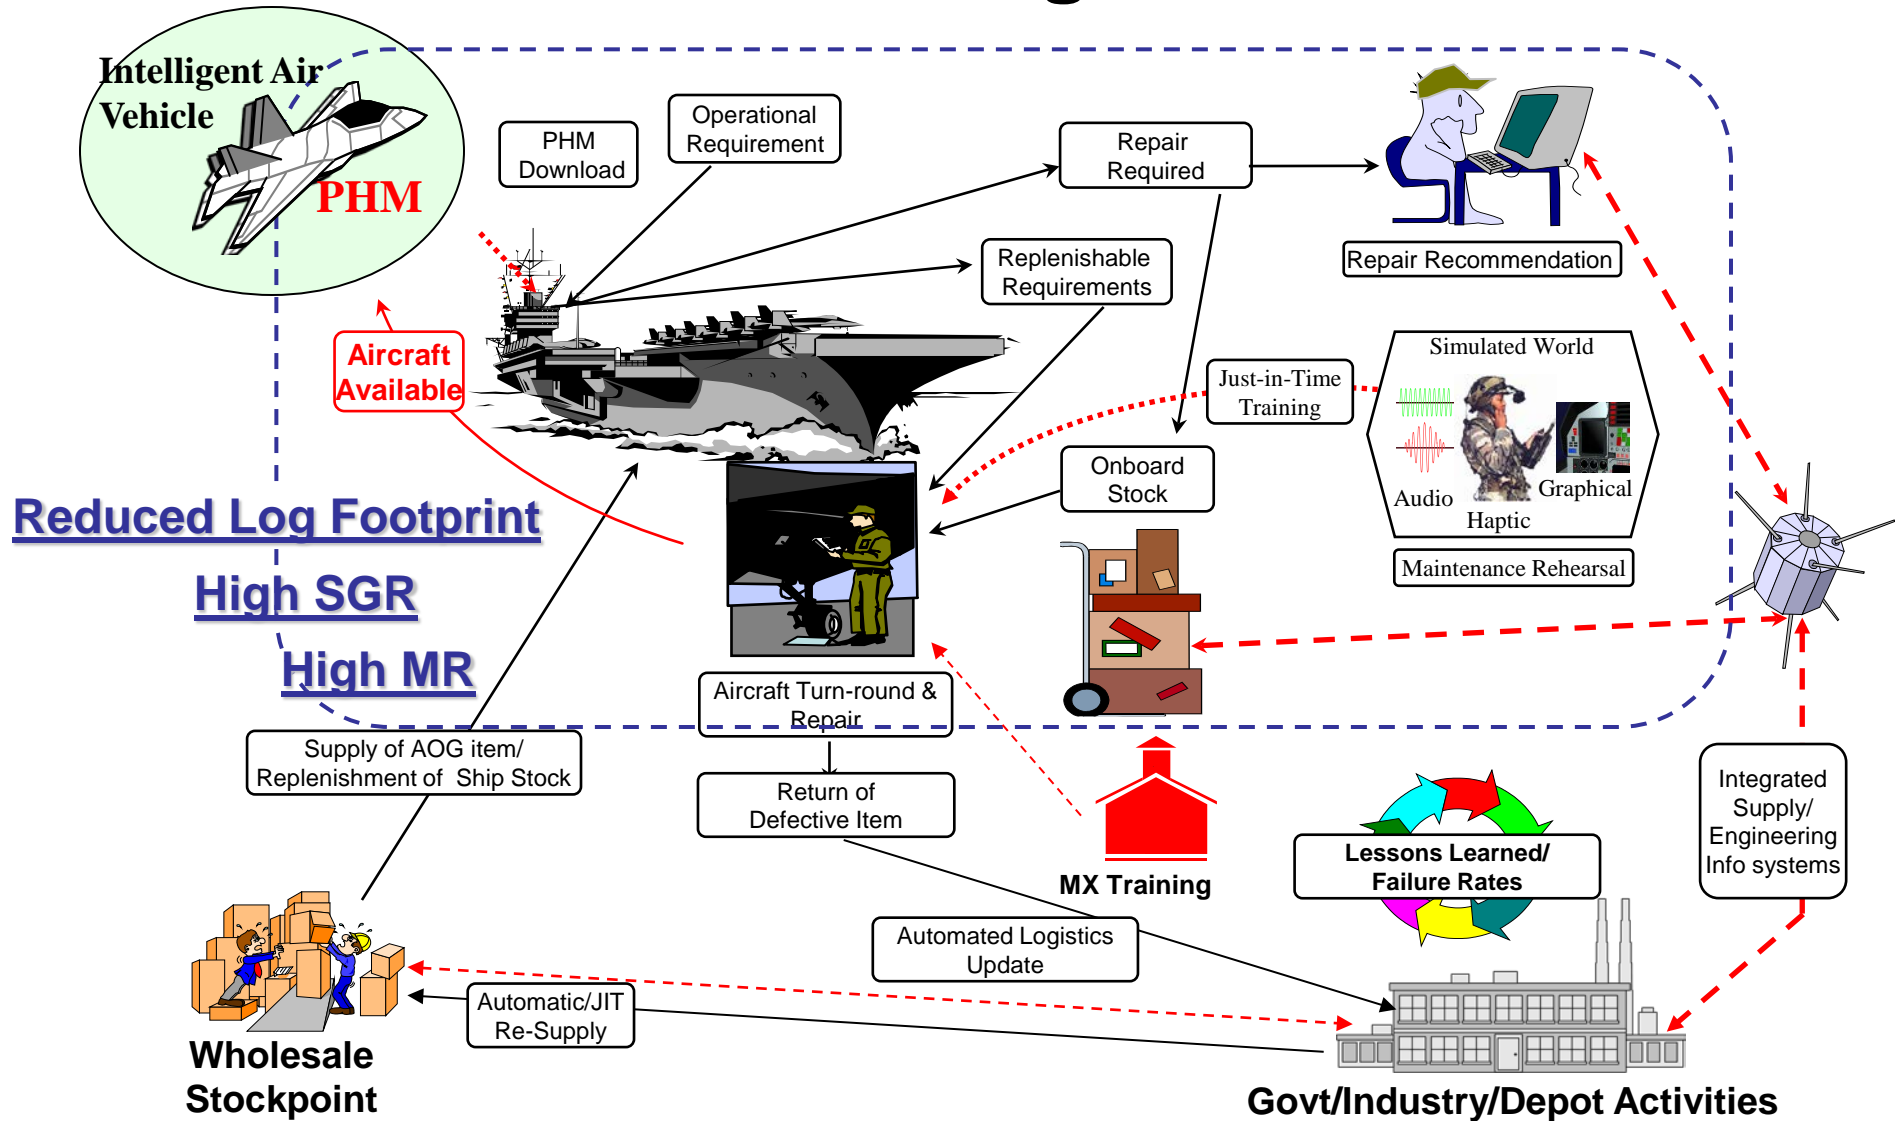 Intelligent Air
Vehicle
PHM
PHM
Download
Operational
Requirement
Repair
Required
Repair Recommendation
Replenishable
Requirements
Aircraft
Available
Just-in-Time
Training
Simulated World
Audio
Graphical
Haptic
Maintenance Rehearsal
Onboard
Stock
Reduced Log Footprint
High SGR
High MR
Aircraft Turn-round &
Repair
Supply of AOG item/
Replenishment of Ship Stock
Return of
Defective Item
MX Training
Lessons Learned/
Failure Rates
Integrated
Supply/
Engineering
Info systems
Automated Logistics
Update
Automatic/JIT
Re-Supply
Wholesale
Stockpoint
Govt/Industry/Depot Activities